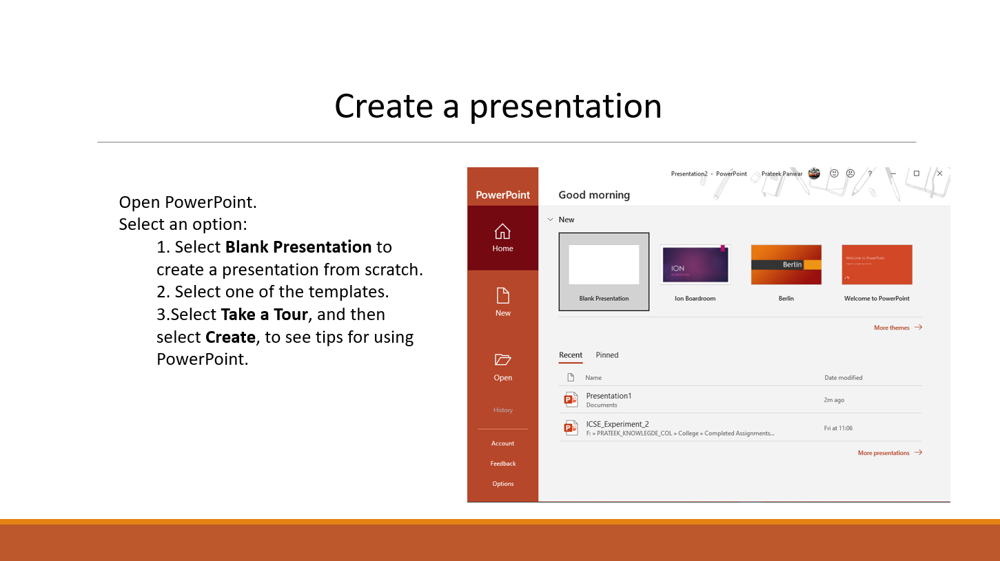 Create a presentation
Open PowerPoint.
Select an option:
1. Select Blank Presentation to
create a presentation from scratch.
2. Select one of the templates.
3.Select Take a Tour, and then
select Create, to see tips for using
PowerPoint.
Presentation2 - PowerPoint
Prateek Panwar
?
PowerPoint
Good morning
Home
New
Open
History
Account
Feedback
Options
New
ION
BOARDROOM
Berlin
Welcome to PowerPoint
Blank Presentation
Ion Boardroom
Berlin
Welcome to PowerPoint
More themes
Recent
Pinned
Name
Date modified
P
Presentation1
Documents
2m ago
P
ICSE_Experiment_2
F: » PRATEEK_KNOWLEGDE_COL » College » Completed Assignments...
Fri at 11:06
More presentations